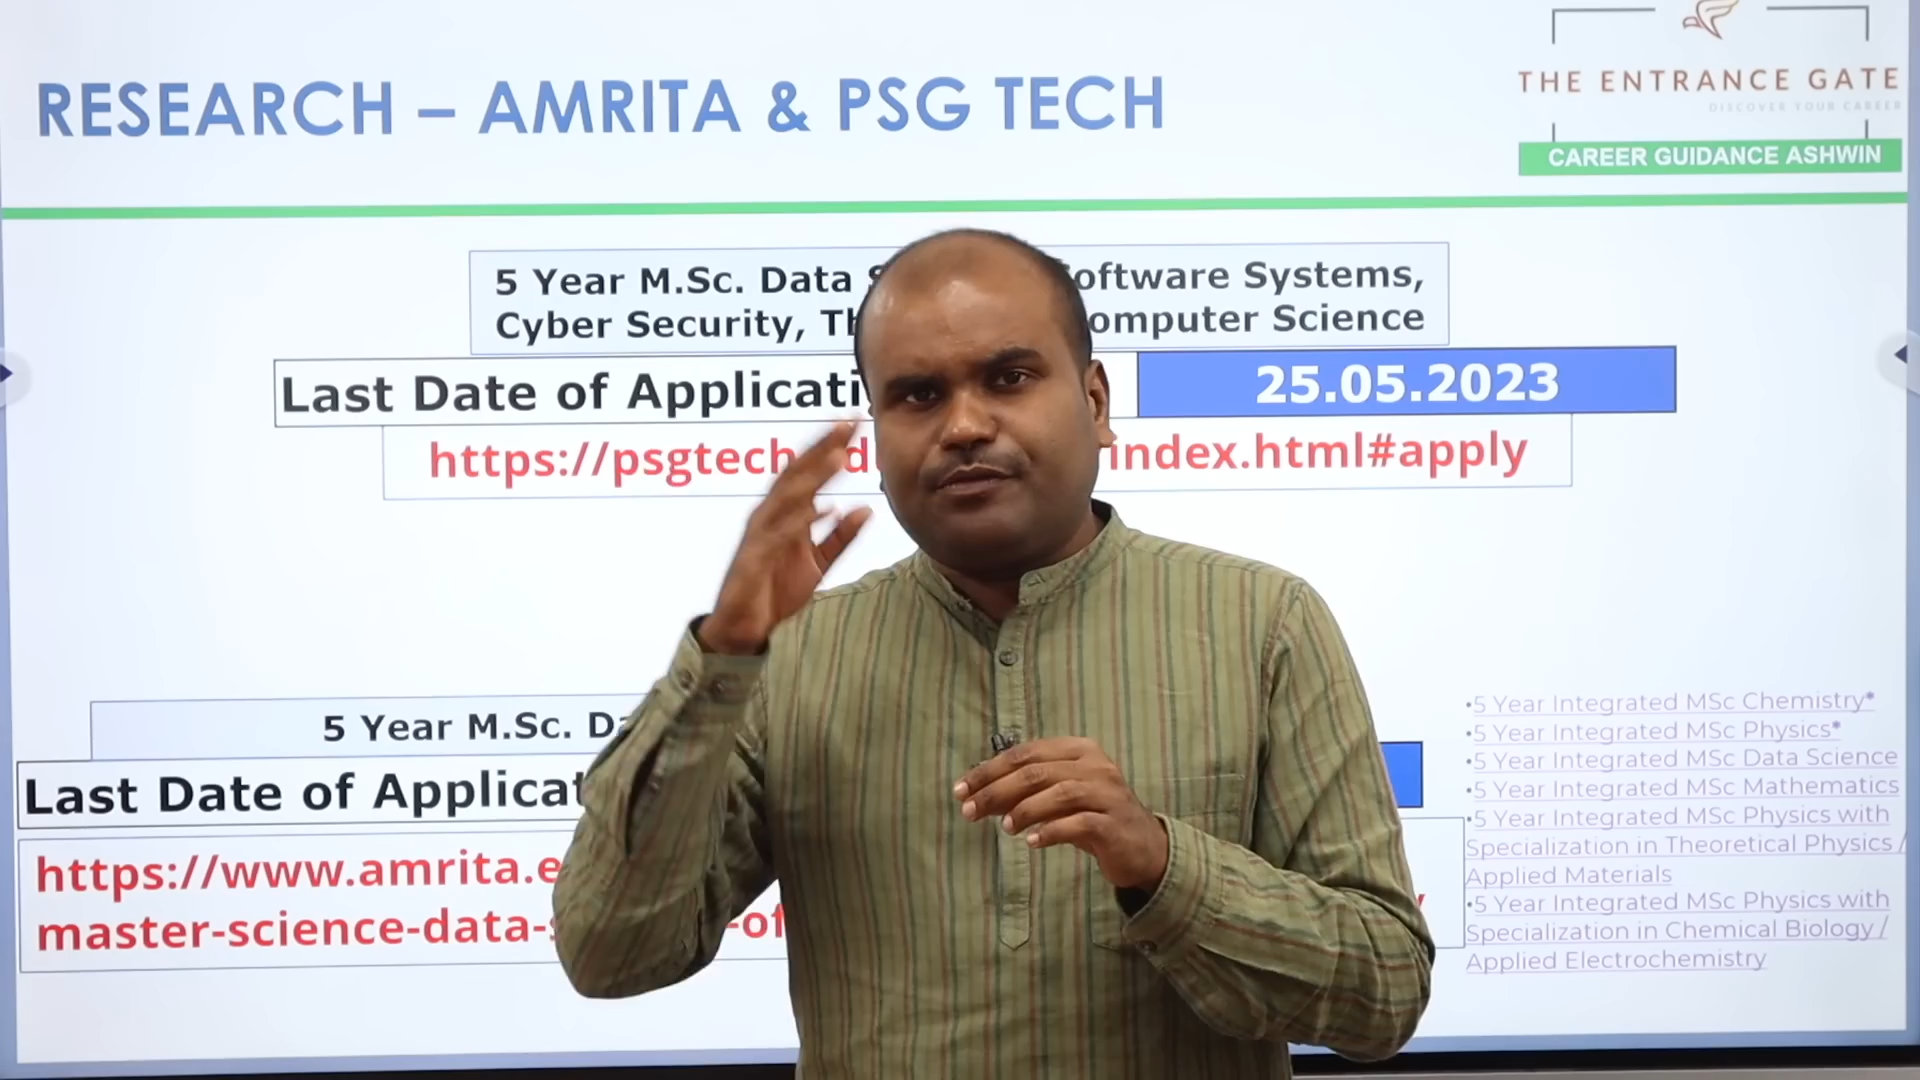 RESEARCH – AMRITA & PSG TECH
THE ENTRANCE GATE
DISCOVER YOUR CAREER
CAREER GUIDANCE ASHWIN
5 Year M.Sc. Data oftware Systems,
Cyber Security, omputer Science
Last Date of Applicati 25.05.2023
https://psgtech index.html#apply
5 Year M.Sc. Da
Last Date of Applicat
https://www.amrita.e
master-science-data- -of
•5 Year Integrated MSc Chemistry*
•5 Year Integrated MSc Physics*
•5 Year Integrated MSc Data Science
•5 Year Integrated MSc Mathematics
•5 Year Integrated MSc Physics with
Specialization in Theoretical Physics /
Applied Materials
•5 Year Integrated MSc Physics with
Specialization in Chemical Biology /
Applied Electrochemistry